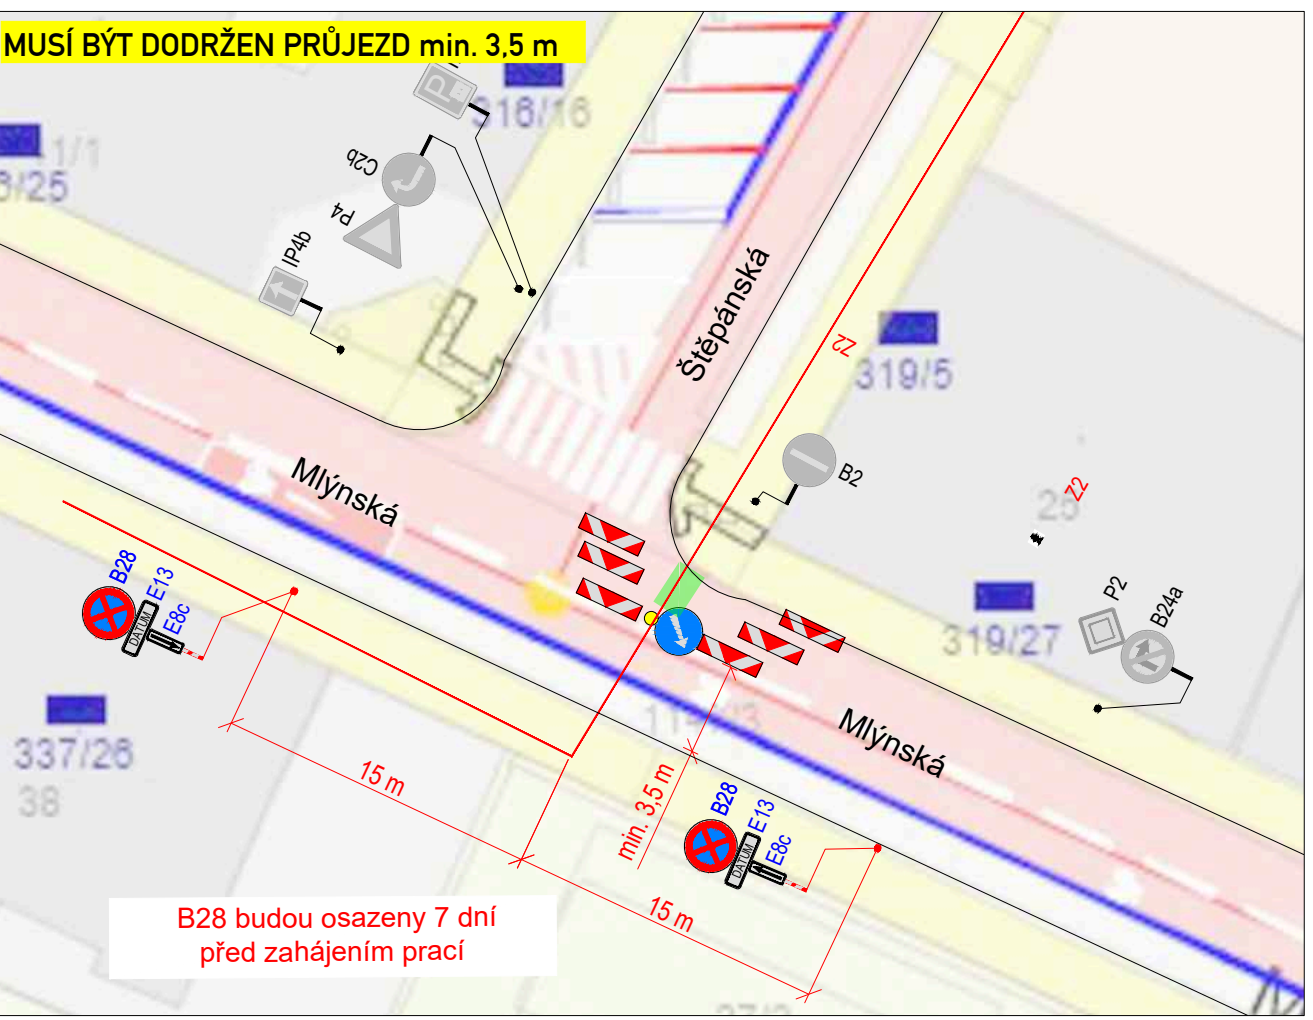 MUSÍ BÝT DODRŽEN PRŮJEZD min. 3,5 m
316/16
1/1
/25
C2b
P4
IP4b
Štěpánská
Z2
319/5
B2
Mlýnská
25
Z2
B28
E13
E8c
DATUM
P2
B24a
319/27
337/26
38
15 m
Mlýnská
min. 3,5 m
B28
E13
E8c
DATUM
15 m
B28 budou osazeny 7 dní
před zahájením prací